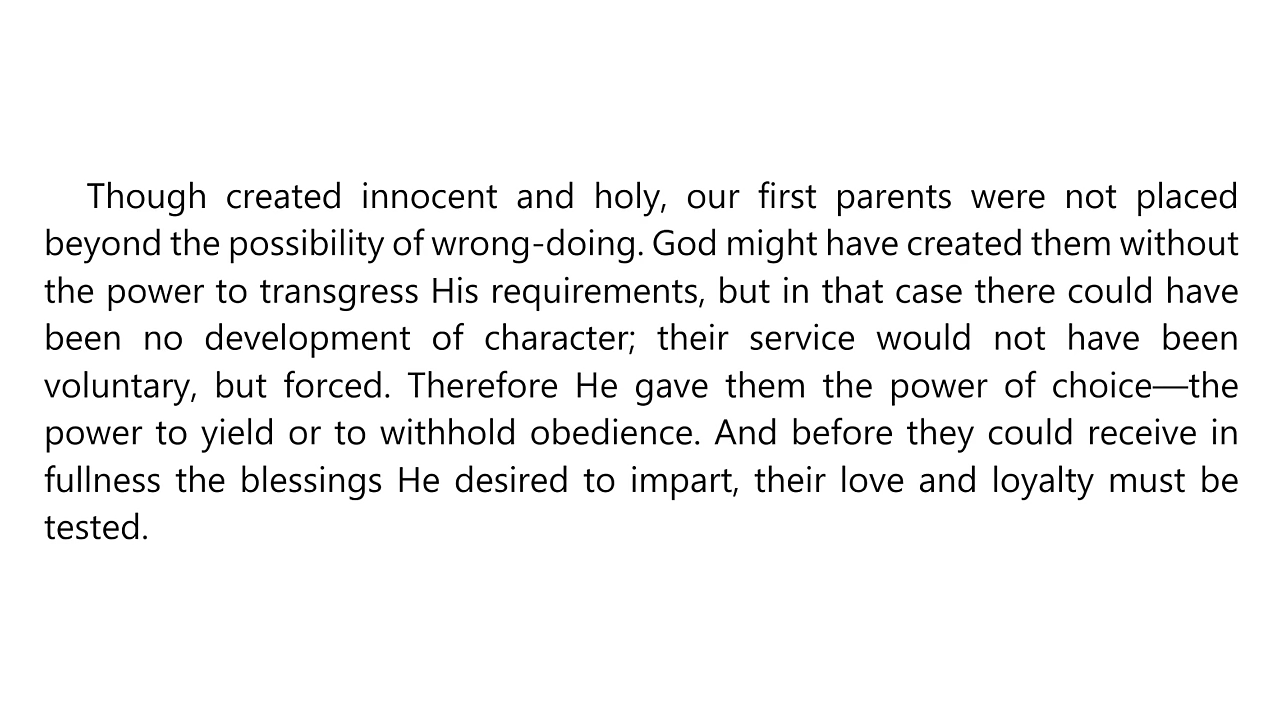 Though created innocent and holy, our first parents were not placed
beyond the possibility of wrong-doing. God might have created them without
the power to transgress His requirements, but in that case there could have
been no development of character; their service would not have been
voluntary, but forced. Therefore He gave them the power of choice—the
power to yield or to withhold obedience. And before they could receive in
fullness the blessings He desired to impart, their love and loyalty must be
tested.